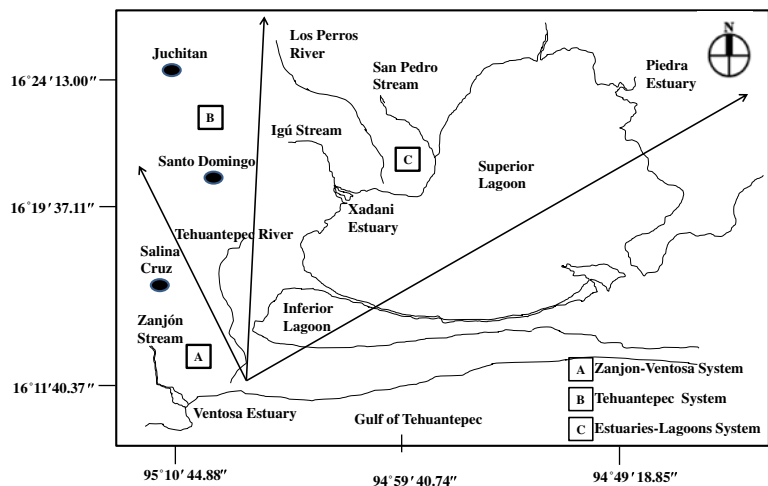 N
Los Perros
River
Juchitan
San Pedro
Stream
Piedra
Estuary
16°24′13.00″
B
Igú Stream
C
Santo Domingo
Superior
Lagoon
16°19′37.11″
Xadani
Estuary
Tehuantepec River
Salina
Cruz
Inferior
Lagoon
Zanjón
Stream
A
A Zanjon-Ventosa System
16°11′40.37″
B Tehuantepec System
Ventosa Estuary
Gulf of Tehuantepec
C Estuaries-Lagoons System
95°10′44.88″
94°59′40.74″
94°49′18.85″